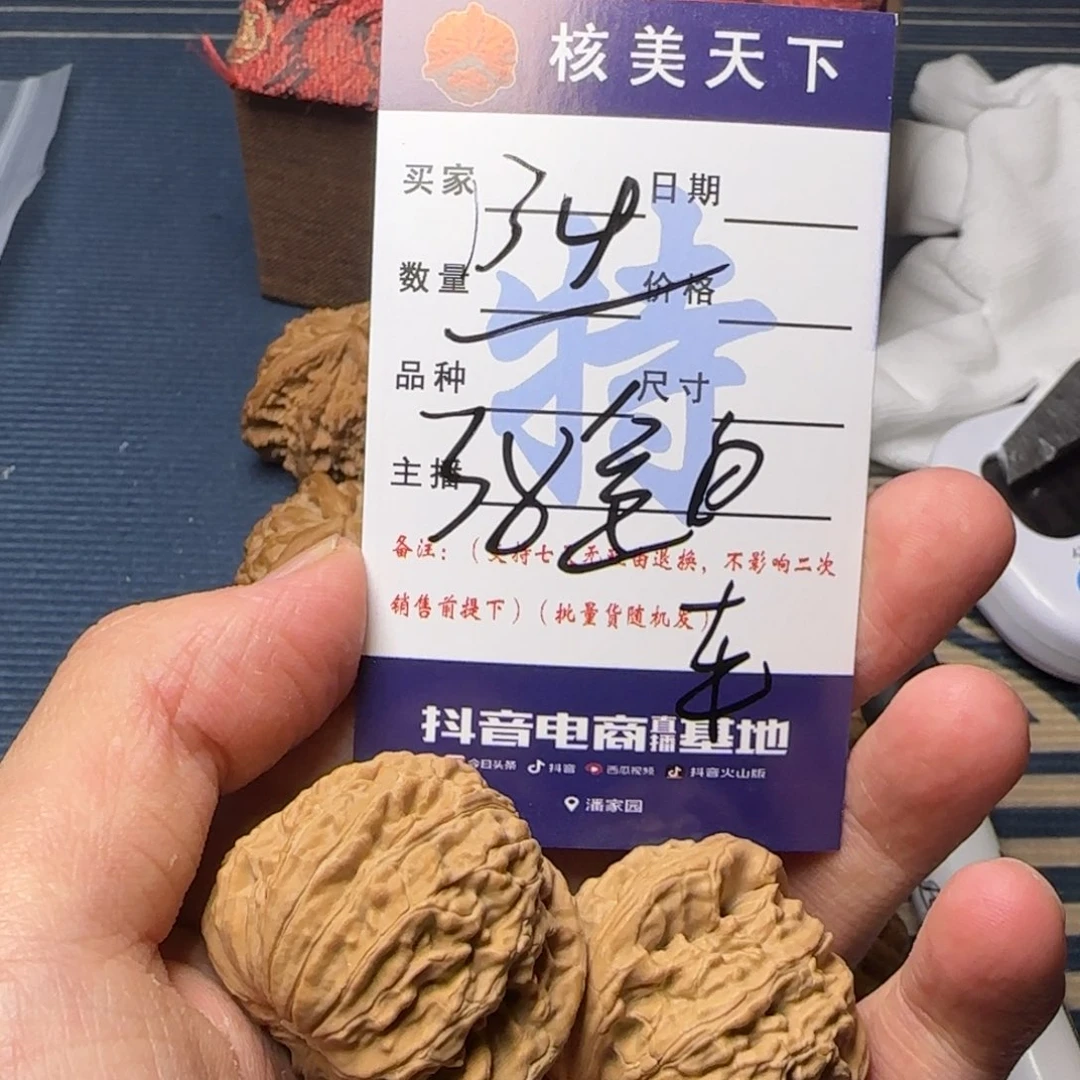 核美天下
买家 34 日期
数量 价格
特
品种 尺寸
主播 38
备注：（支持七天无理由退换，不影响二次
销售前提下）（批量货随机发）
抖音电商直播基地
今日头条 抖音 西瓜视频 抖音火山版
潘家园